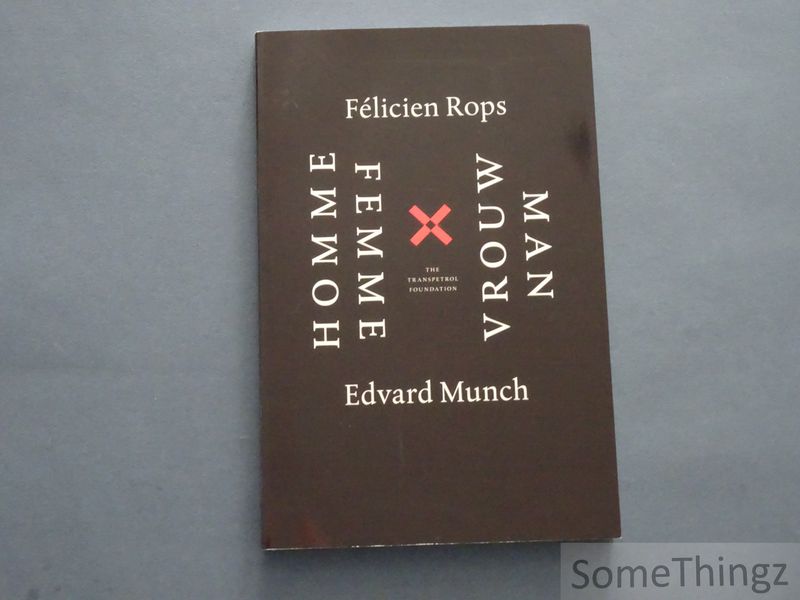 Félicien Rops
HOMME
FEMME
THE
TRANSPETROL
FOUNDATION
VROUW
MAN
Edvard Munch
SomeThingz